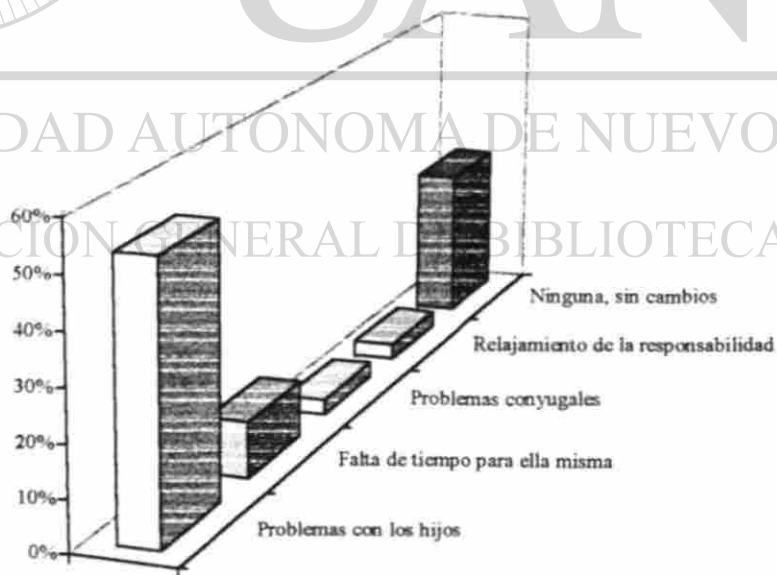 DAD AUTÓNOMA DE NUEVO
CIÓN GENERAL DE BIBLIOTECA
60%
50%
40%
30%
20%
10%
0%
Ninguna, sin cambios
Relajamiento de la responsabilidad
Problemas conyugales
Falta de tiempo para ella misma
Problemas con los hijos